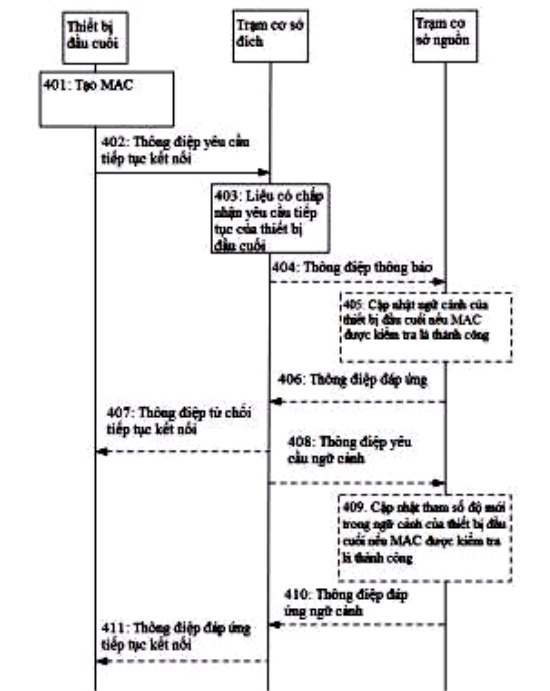 Thiết bị
đầu cuối
Trạm cơ sở
đích
Trạm cơ
sở nguồn
401: Tạo MAC
402: Thông điệp yêu cầu
tiếp tục kết nối
403: Liệu có chấp
nhận yêu cầu tiếp
tục của thiết bị
đầu cuối
404: Thông điệp thông báo
405: Cập nhật ngữ cảnh của
thiết bị đầu cuối nếu MAC
được kiểm tra là thành công
406: Thông điệp đáp ứng
407: Thông điệp từ chối
tiếp tục kết nối
408: Thông điệp yêu
cầu ngữ cảnh
409. Cập nhật tham số độ mới
trong ngữ cảnh của thiết bị đầu
cuối nếu MAC được kiểm tra
là thành công
410: Thông điệp đáp
ứng ngữ cảnh
411: Thông điệp đáp ứng
tiếp tục kết nối